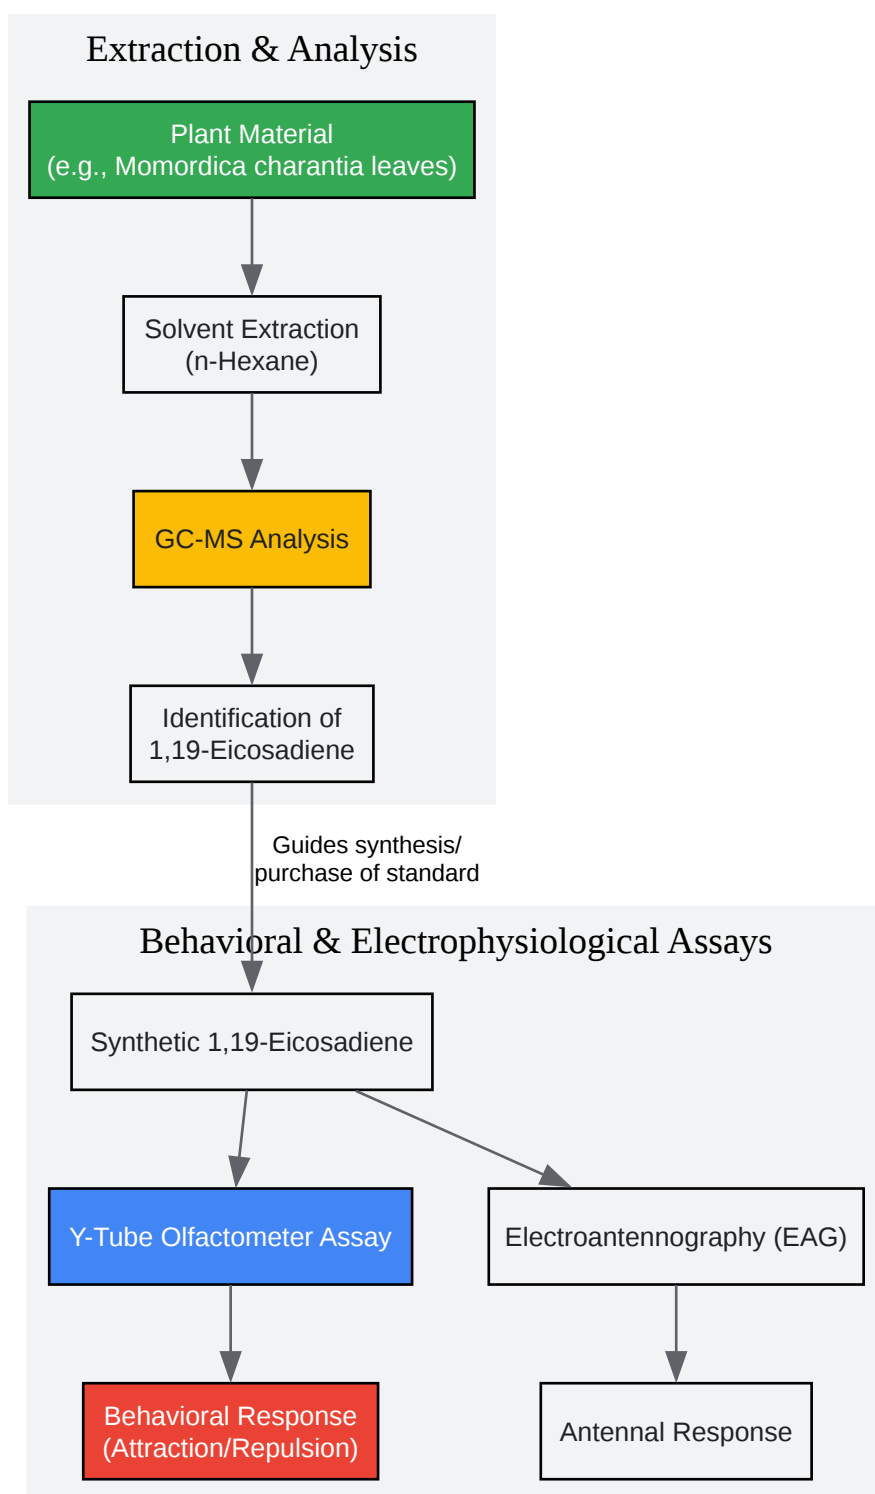 Extraction & Analysis
Plant Material
(e.g., Momordica charantia leaves)
Solvent Extraction
(n-Hexane)
GC-MS Analysis
Identification of
1,19-Eicosadiene
Guides synthesis/
purchase of standard
Behavioral & Electrophysiological Assays
Synthetic 1,19-Eicosadiene
Y-Tube Olfactometer Assay
Electroantennography (EAG)
Behavioral Response
(Attraction/Repulsion)
Antennal Response